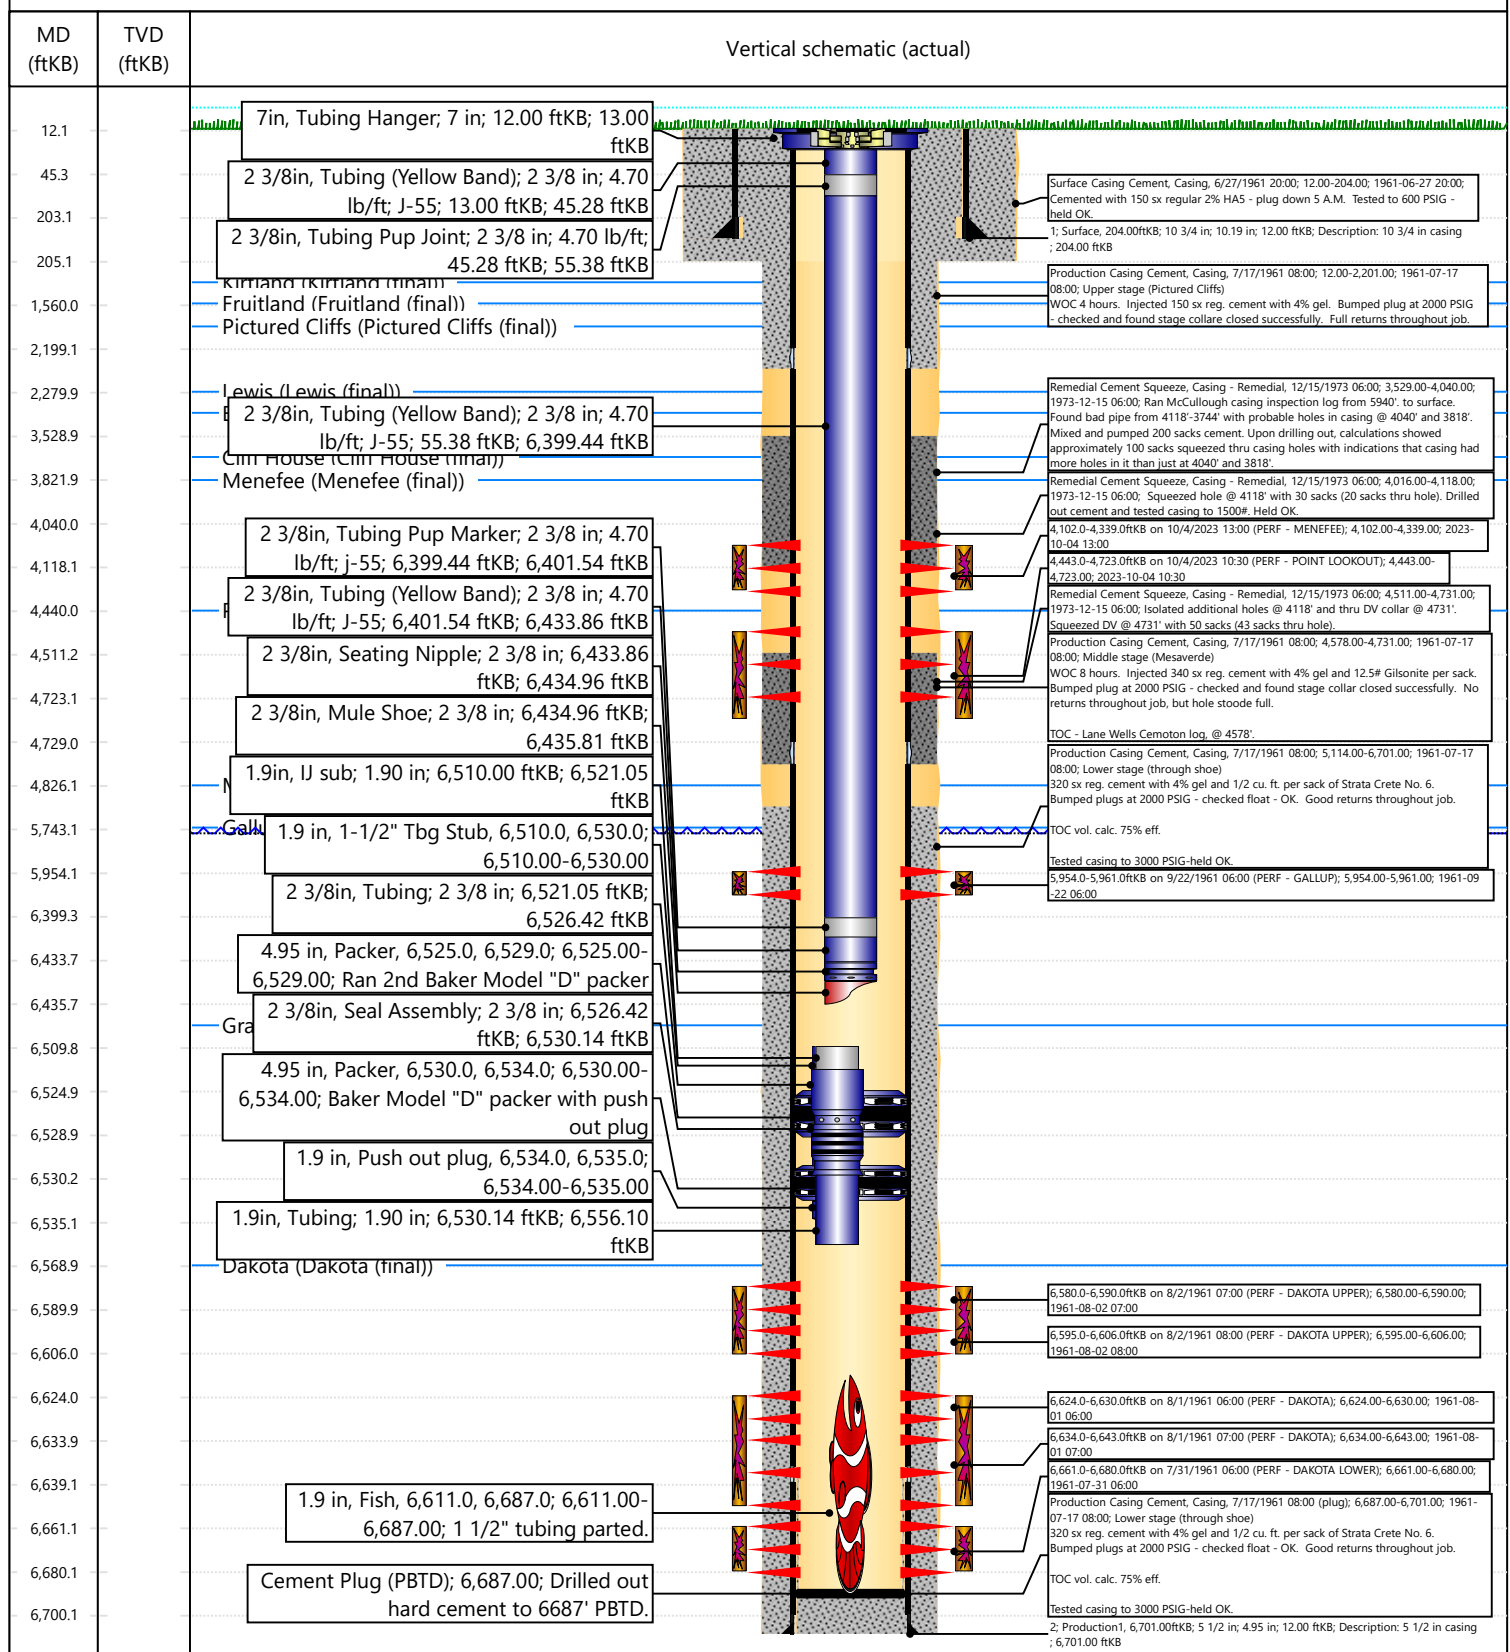 MD
(ftKB)
TVD
(ftKB)
Vertical schematic (actual)
12.1
45.3
203.1
205.1
1,560.0
2,199.1
2,279.9
3,528.9
3,821.9
4,040.0
4,118.1
4,440.0
4,511.2
4,723.1
4,729.0
4,826.1
5,743.1
5,954.1
6,399.3
6,433.7
6,435.7
6,509.8
6,524.9
6,528.9
6,530.2
6,535.1
6,568.9
6,589.9
6,606.0
6,624.0
6,633.9
6,639.1
6,661.1
6,680.1
6,700.1
7in, Tubing Hanger; 7 in; 12.00 ftKB; 13.00
ftKB
2 3/8in, Tubing (Yellow Band); 2 3/8 in; 4.70
lb/ft; J-55; 13.00 ftKB; 45.28 ftKB
2 3/8in, Tubing Pup Joint; 2 3/8 in; 4.70 lb/ft;
45.28 ftKB; 55.38 ftKB
Kirtland (Kirtland (final))
Fruitland (Fruitland (final))
Pictured Cliffs (Pictured Cliffs (final))
Lewis (Lewis (final))
2 3/8in, Tubing (Yellow Band); 2 3/8 in; 4.70
lb/ft; J-55; 55.38 ftKB; 6,399.44 ftKB
Cliff House (Cliff House (final))
Menefee (Menefee (final))
2 3/8in, Tubing Pup Marker; 2 3/8 in; 4.70
lb/ft; j-55; 6,399.44 ftKB; 6,401.54 ftKB
2 3/8in, Tubing (Yellow Band); 2 3/8 in; 4.70
lb/ft; J-55; 6,401.54 ftKB; 6,433.86 ftKB
2 3/8in, Seating Nipple; 2 3/8 in; 6,433.86
ftKB; 6,434.96 ftKB
2 3/8in, Mule Shoe; 2 3/8 in; 6,434.96 ftKB;
6,435.81 ftKB
1.9in, IJ sub; 1.90 in; 6,510.00 ftKB; 6,521.05
ftKB
Gallu
1.9 in, 1-1/2" Tbg Stub, 6,510.0, 6,530.0;
6,510.00-6,530.00
2 3/8in, Tubing; 2 3/8 in; 6,521.05 ftKB;
6,526.42 ftKB
4.95 in, Packer, 6,525.0, 6,529.0; 6,525.00-
6,529.00; Ran 2nd Baker Model "D" packer
2 3/8in, Seal Assembly; 2 3/8 in; 6,526.42
ftKB; 6,530.14 ftKB
Gra
4.95 in, Packer, 6,530.0, 6,534.0; 6,530.00-
6,534.00; Baker Model "D" packer with push
out plug
1.9 in, Push out plug, 6,534.0, 6,535.0;
6,534.00-6,535.00
1.9in, Tubing; 1.90 in; 6,530.14 ftKB; 6,556.10
ftKB
Dakota (Dakota (final))
1.9 in, Fish, 6,611.0, 6,687.0; 6,611.00-
6,687.00; 1 1/2" tubing parted.
Cement Plug (PBTD); 6,687.00; Drilled out
hard cement to 6687' PBTD.
Surface Casing Cement, Casing, 6/27/1961 20:00; 12.00-204.00; 1961-06-27 20:00;
Cemented with 150 sx regular 2% HA5 - plug down 5 A.M.  Tested to 600 PSIG -
held OK.
1; Surface, 204.00ftKB; 10 3/4 in; 10.19 in; 12.00 ftKB; Description: 10 3/4 in casing
; 204.00 ftKB
Production Casing Cement, Casing, 7/17/1961 08:00; 12.00-2,201.00; 1961-07-17
08:00; Upper stage (Pictured Cliffs)
WOC 4 hours.  Injected 150 sx reg. cement with 4% gel.  Bumped plug at 2000 PSIG
- checked and found stage collare closed successfully.  Full returns throughout job.
Remedial Cement Squeeze, Casing - Remedial, 12/15/1973 06:00; 3,529.00-4,040.00;
1973-12-15 06:00; Ran McCullough casing inspection log from 5940'. to surface.
Found bad pipe from 4118'-3744' with probable holes in casing @ 4040' and 3818'.
Mixed and pumped 200 sacks cement. Upon drilling out, calculations showed
approximately 100 sacks squeezed thru casing holes with indications that casing had
more holes in it than just at 4040' and 3818'.
Remedial Cement Squeeze, Casing - Remedial, 12/15/1973 06:00; 4,016.00-4,118.00;
1973-12-15 06:00;  Squeezed hole @ 4118' with 30 sacks (20 sacks thru hole). Drilled
out cement and tested casing to 1500#. Held OK.
4,102.0-4,339.0ftKB on 10/4/2023 13:00 (PERF - MENEFEE); 4,102.00-4,339.00; 2023-
10-04 13:00
4,443.0-4,723.0ftKB on 10/4/2023 10:30 (PERF - POINT LOOKOUT); 4,443.00-
4,723.00; 2023-10-04 10:30
Remedial Cement Squeeze, Casing - Remedial, 12/15/1973 06:00; 4,511.00-4,731.00;
1973-12-15 06:00; Isolated additional holes @ 4118' and thru DV collar @ 4731'.
Squeezed DV @ 4731' with 50 sacks (43 sacks thru hole).
Production Casing Cement, Casing, 7/17/1961 08:00; 4,578.00-4,731.00; 1961-07-17
08:00; Middle stage (Mesaverde)
WOC 8 hours.  Injected 340 sx reg. cement with 4% gel and 12.5# Gilsonite per sack.
Bumped plug at 2000 PSIG - checked and found stage collar closed successfully.  No
returns throughout job, but hole stoode full.
TOC - Lane Wells Cemoton log, @ 4578'.
Production Casing Cement, Casing, 7/17/1961 08:00; 5,114.00-6,701.00; 1961-07-17
08:00; Lower stage (through shoe)
320 sx reg. cement with 4% gel and 1/2 cu. ft. per sack of Strata Crete No. 6.
Bumped plugs at 2000 PSIG - checked float - OK.  Good returns throughout job.
TOC vol. calc. 75% eff.
Tested casing to 3000 PSIG-held OK.
5,954.0-5,961.0ftKB on 9/22/1961 06:00 (PERF - GALLUP); 5,954.00-5,961.00; 1961-09
-22 06:00
6,580.0-6,590.0ftKB on 8/2/1961 07:00 (PERF - DAKOTA UPPER); 6,580.00-6,590.00;
1961-08-02 07:00
6,595.0-6,606.0ftKB on 8/2/1961 08:00 (PERF - DAKOTA UPPER); 6,595.00-6,606.00;
1961-08-02 08:00
6,624.0-6,630.0ftKB on 8/1/1961 06:00 (PERF - DAKOTA); 6,624.00-6,630.00; 1961-08-
01 06:00
6,634.0-6,643.0ftKB on 8/1/1961 07:00 (PERF - DAKOTA); 6,634.00-6,643.00; 1961-08-
01 07:00
6,661.0-6,680.0ftKB on 7/31/1961 06:00 (PERF - DAKOTA LOWER); 6,661.00-6,680.00;
1961-07-31 06:00
Production Casing Cement, Casing, 7/17/1961 08:00 (plug); 6,687.00-6,701.00; 1961-
07-17 08:00; Lower stage (through shoe)
320 sx reg. cement with 4% gel and 1/2 cu. ft. per sack of Strata Crete No. 6.
Bumped plugs at 2000 PSIG - checked float - OK.  Good returns throughout job.
TOC vol. calc. 75% eff.
Tested casing to 3000 PSIG-held OK.
2; Production1, 6,701.00ftKB; 5 1/2 in; 4.95 in; 12.00 ftKB; Description: 5 1/2 in casing
; 6,701.00 ftKB